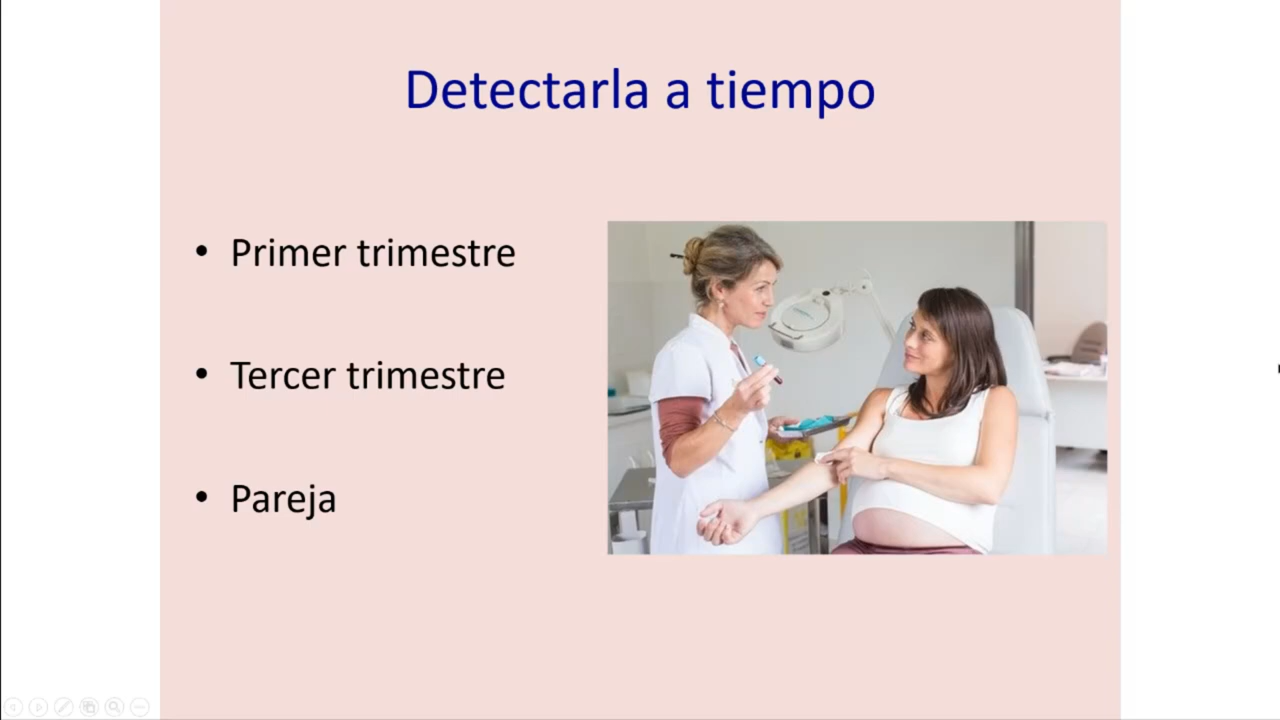 Detectarla a tiempo
• Primer trimestre
• Tercer trimestre
• Pareja